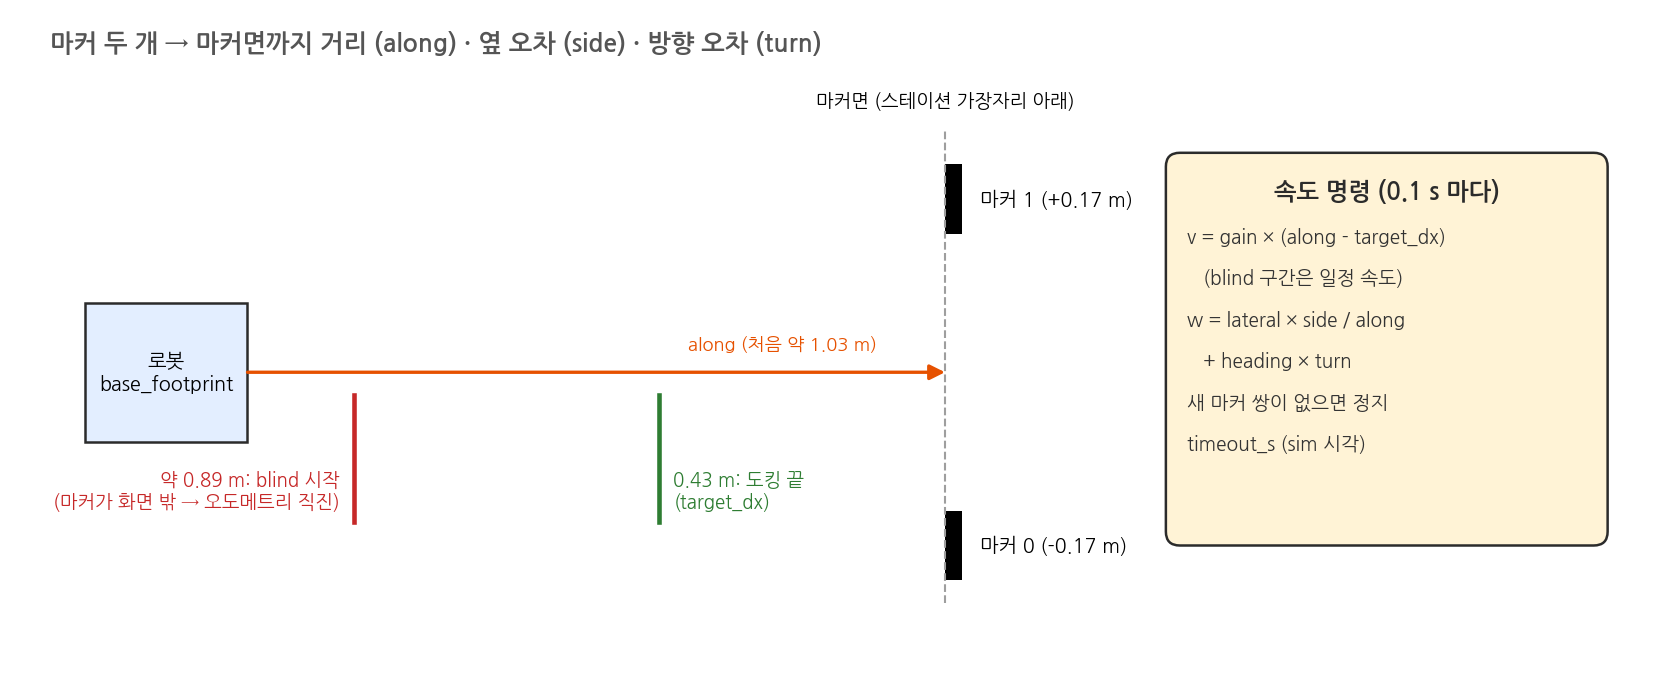 마커 두 개 → 마커면까지 거리 (along) · 옆 오차 (side) · 방향 오차 (turn)
마커면 (스테이션 가장자리 아래)
마커 1 (+0.17 m)
로봇
base_footprint
along (처음 약 1.03 m)
약 0.89 m: blind 시작
(마커가 화면 밖 → 오도메트리 직진)
0.43 m: 도킹 끝
(target_dx)
마커 0 (-0.17 m)
속도 명령 (0.1 s 마다)
v = gain × (along - target_dx)
(blind 구간은 일정 속도)
w = lateral × side / along
+ heading × turn
새 마커 쌍이 없으면 정지
timeout_s (sim 시각)